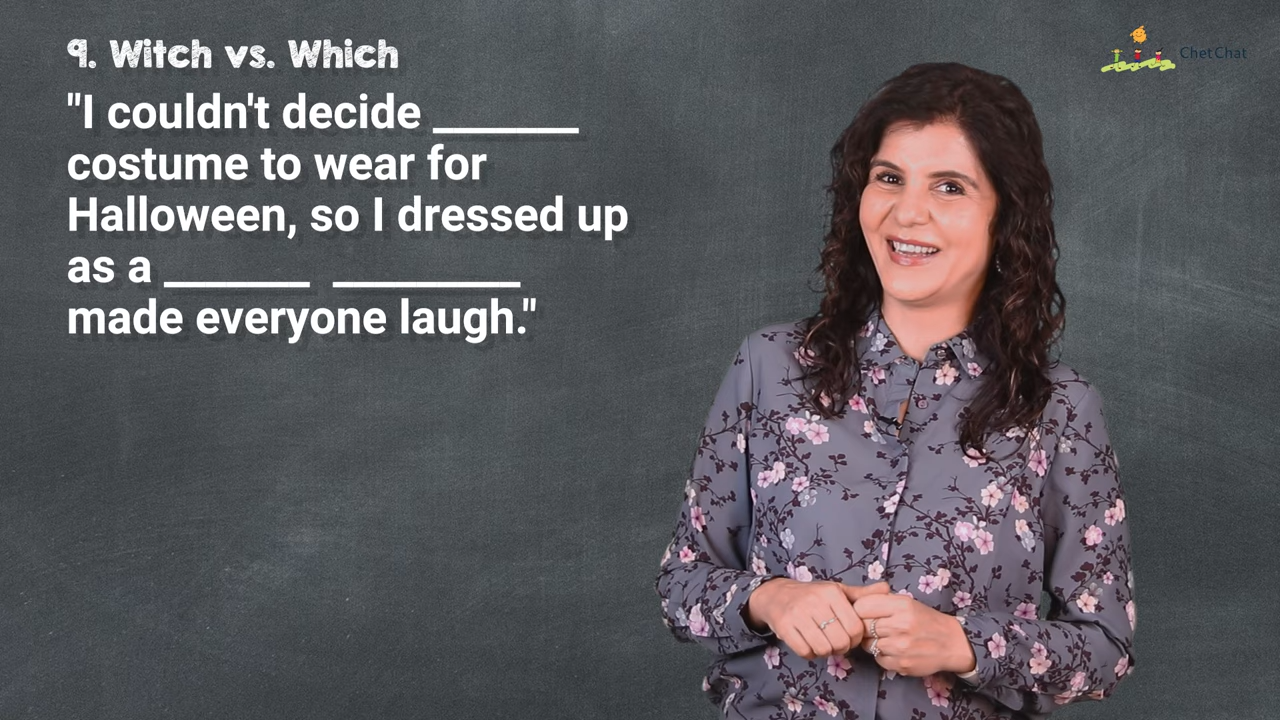 9. Witch vs. Which
"I couldn't decide ______
costume to wear for
Halloween, so I dressed up
as a ______ ________
made everyone laugh."
ChetChat